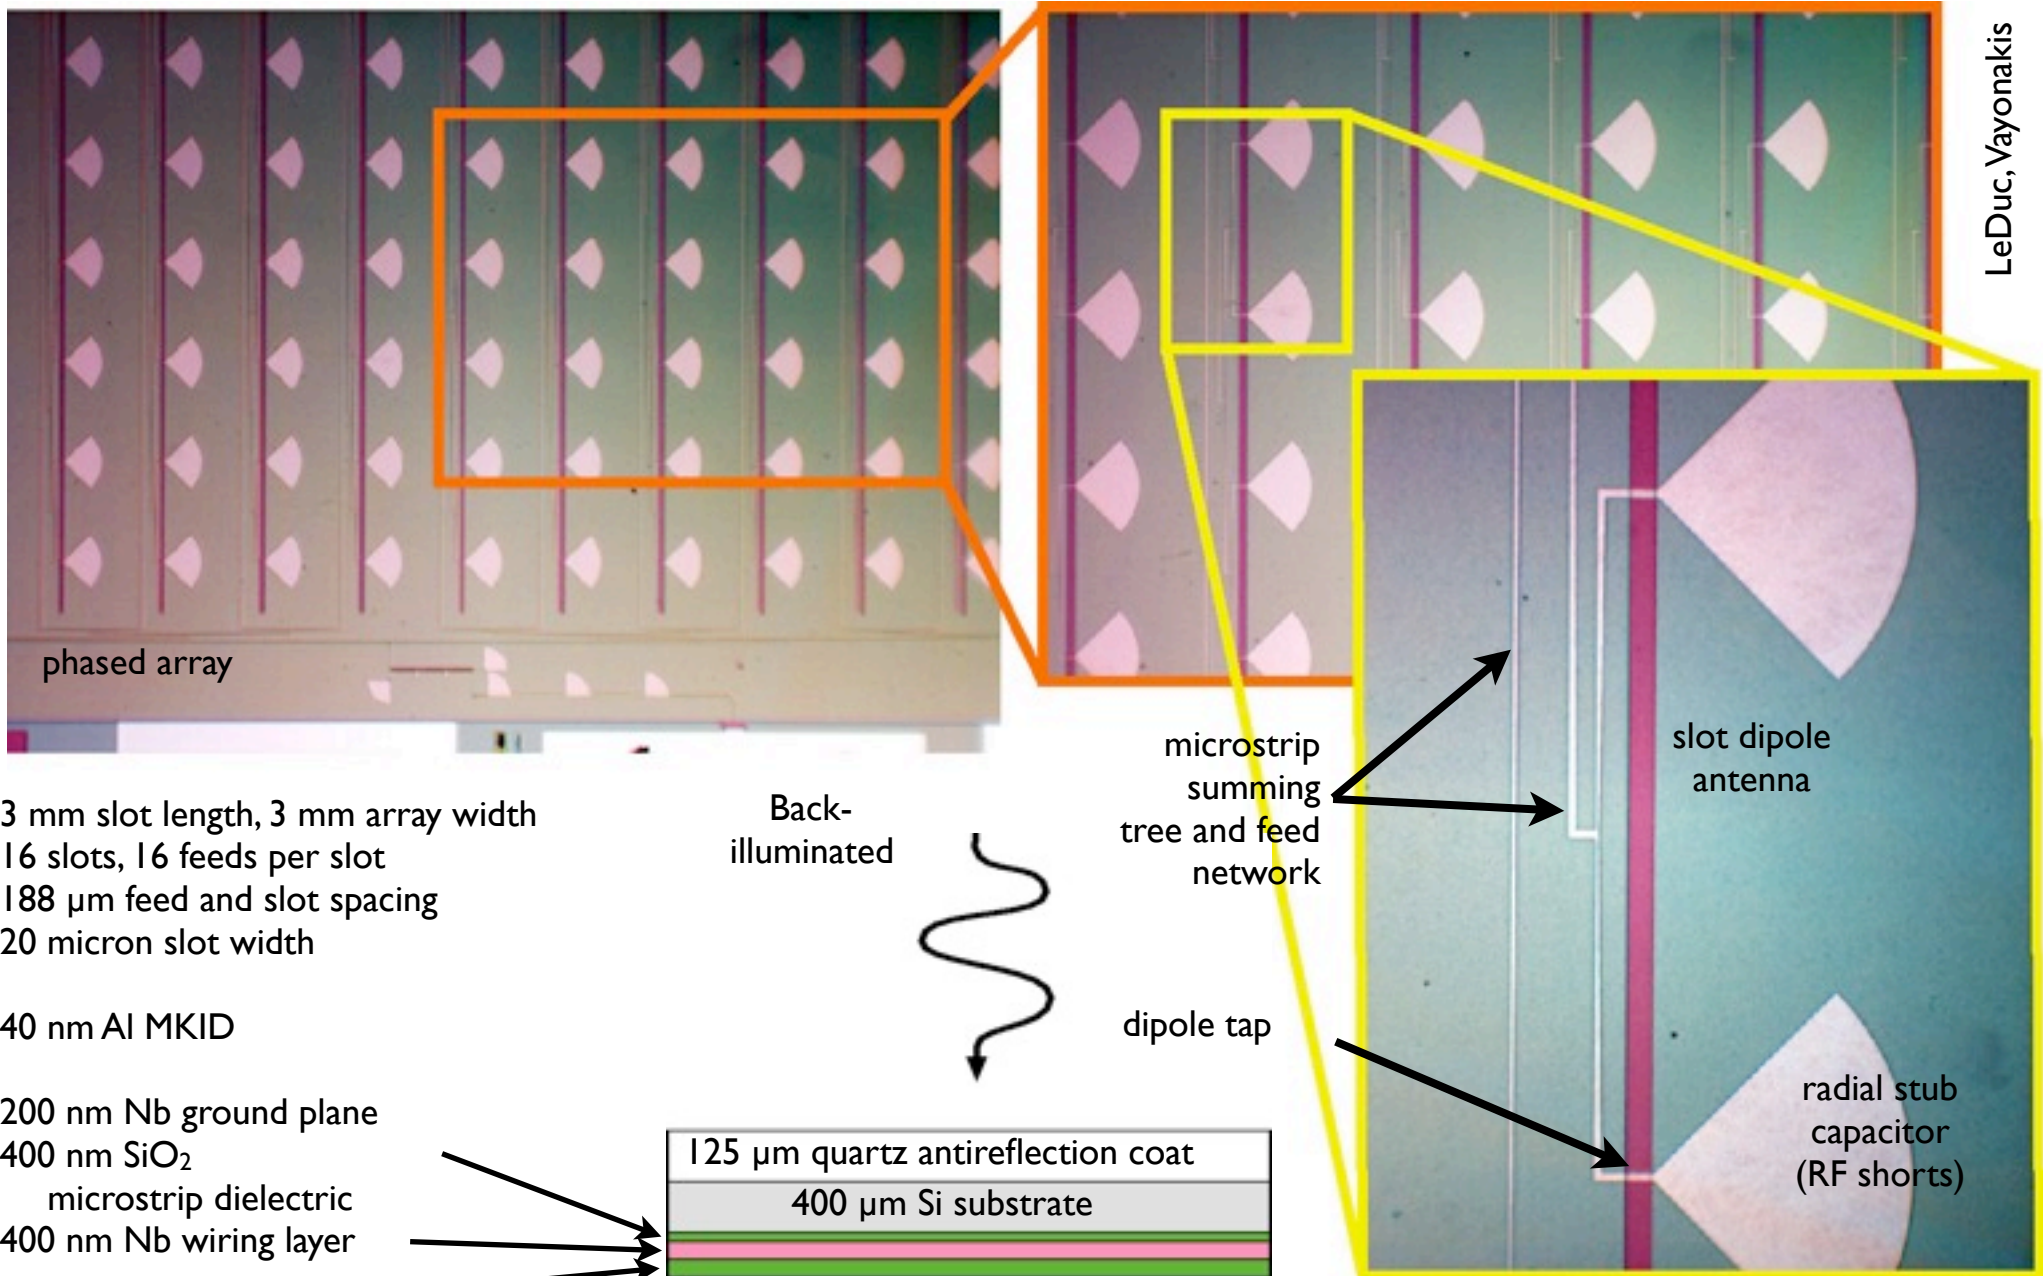 LeDuc, Vayonakis
phased array
3 mm slot length, 3 mm array width
16 slots, 16 feeds per slot
188 µm feed and slot spacing
20 micron slot width
40 nm Al MKID
200 nm Nb ground plane
400 nm SiO₂
microstrip dielectric
400 nm Nb wiring layer
Back-
illuminated
125 µm quartz antireflection coat
400 µm Si substrate
microstrip
summing
tree and feed
network
dipole tap
slot dipole
antenna
radial stub
capacitor
(RF shorts)